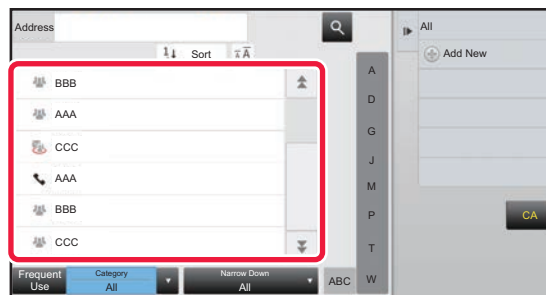 Address
Sort
All
Add New
BBB
AAA
CCC
AAA
BBB
CCC
A
D
G
J
M
P
T
W
CA
Frequent
Use
Category
All
Narrow Down
All
ABC